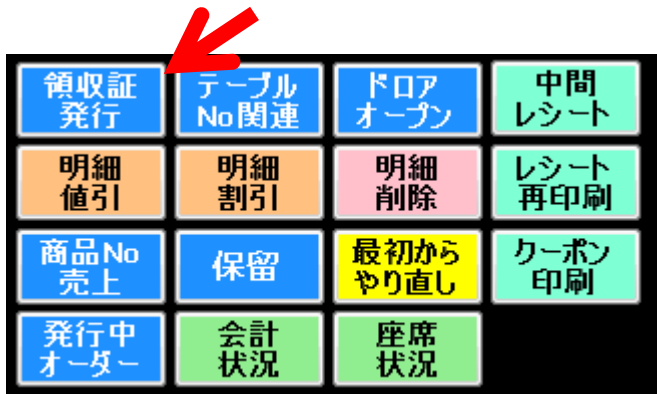 領収証
発行
テーブル
No関連
ドロア
オープン
中間
レシート
明細
値引
明細
割引
明細
削除
レシート
再印刷
商品No
売上
保留
最初から
やり直し
クーポン
印刷
発行中
オーダー
会計
状況
座席
状況